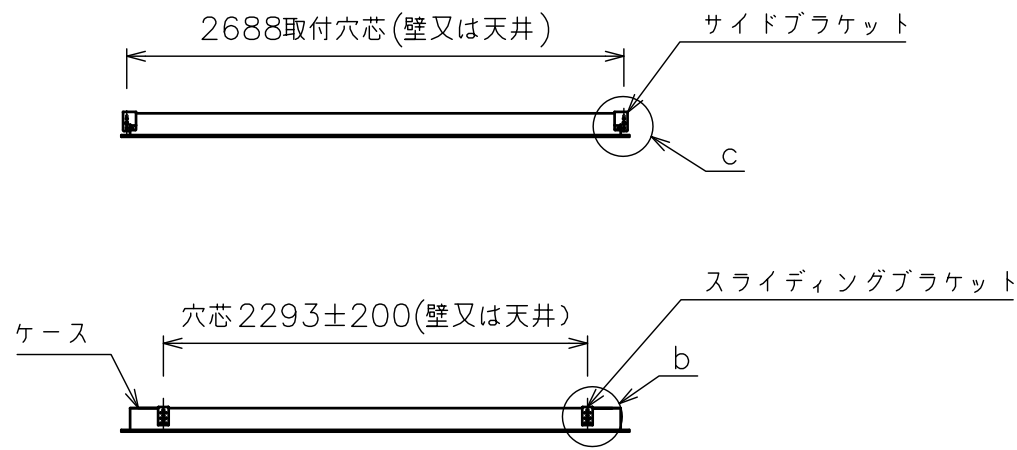 2688取付穴芯(壁又は天井)
サイドブラケット
c
スライディングブラケット
穴芯2293±200(壁又は天井)
ケース
b